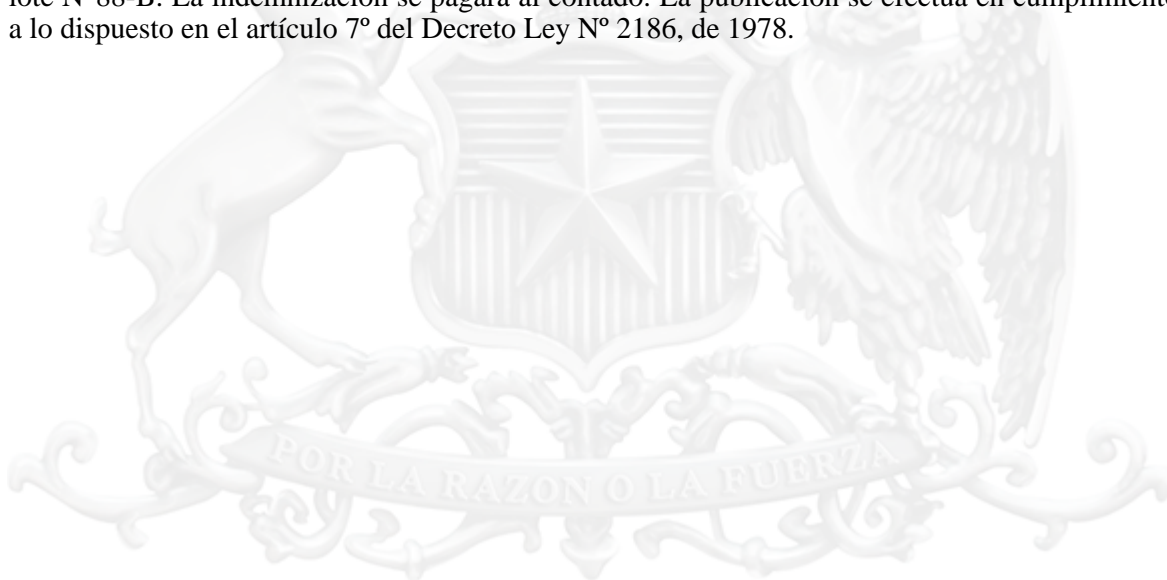 lote Nº 88-B. La indemnización se pagará al contado. La publicación se efectúa en cumplimiento
a lo dispuesto en el artículo 7º del Decreto Ley Nº 2186, de 1978.
POR LA RAZON O LA FUERZA